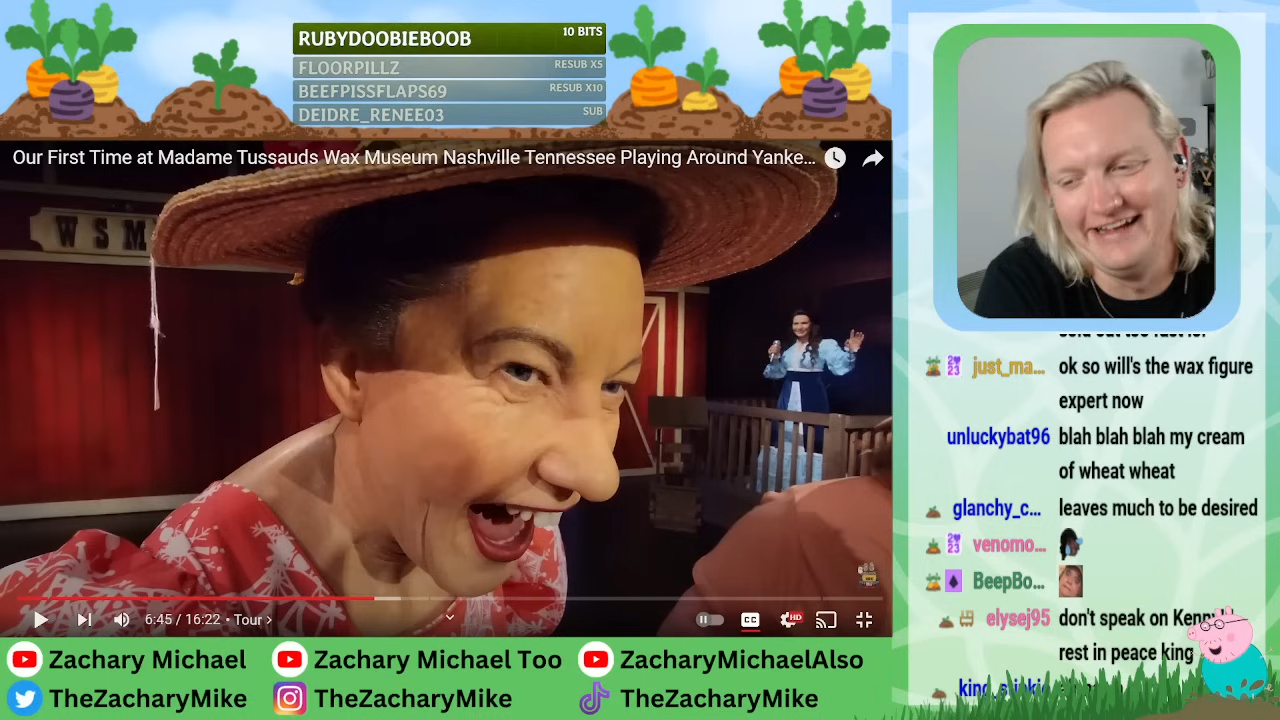 RUBYDOOBIEBOOB 10 BITS
FLOORPILLZ RESUB X5
BEEFPISSFLAPS69 RESUB X10
DEIDRE_RENEE03 SUB
Our First Time at Madame Tussauds Wax Museum Nashville Tennessee Playing Around Yanke...
WSM
6:45 / 16:22 • Tour >
CC
HD
just_ma... ok so will's the wax figure
expert now
unluckybat96 blah blah blah my cream
of wheat wheat
glanchy_c... leaves much to be desired
venomo...
BeepBo...
elysej95 don't speak on
rest in peace king
Zachary Michael
Zachary Michael Too
ZacharyMichaelAlso
TheZacharyMike
TheZacharyMike
TheZacharyMike